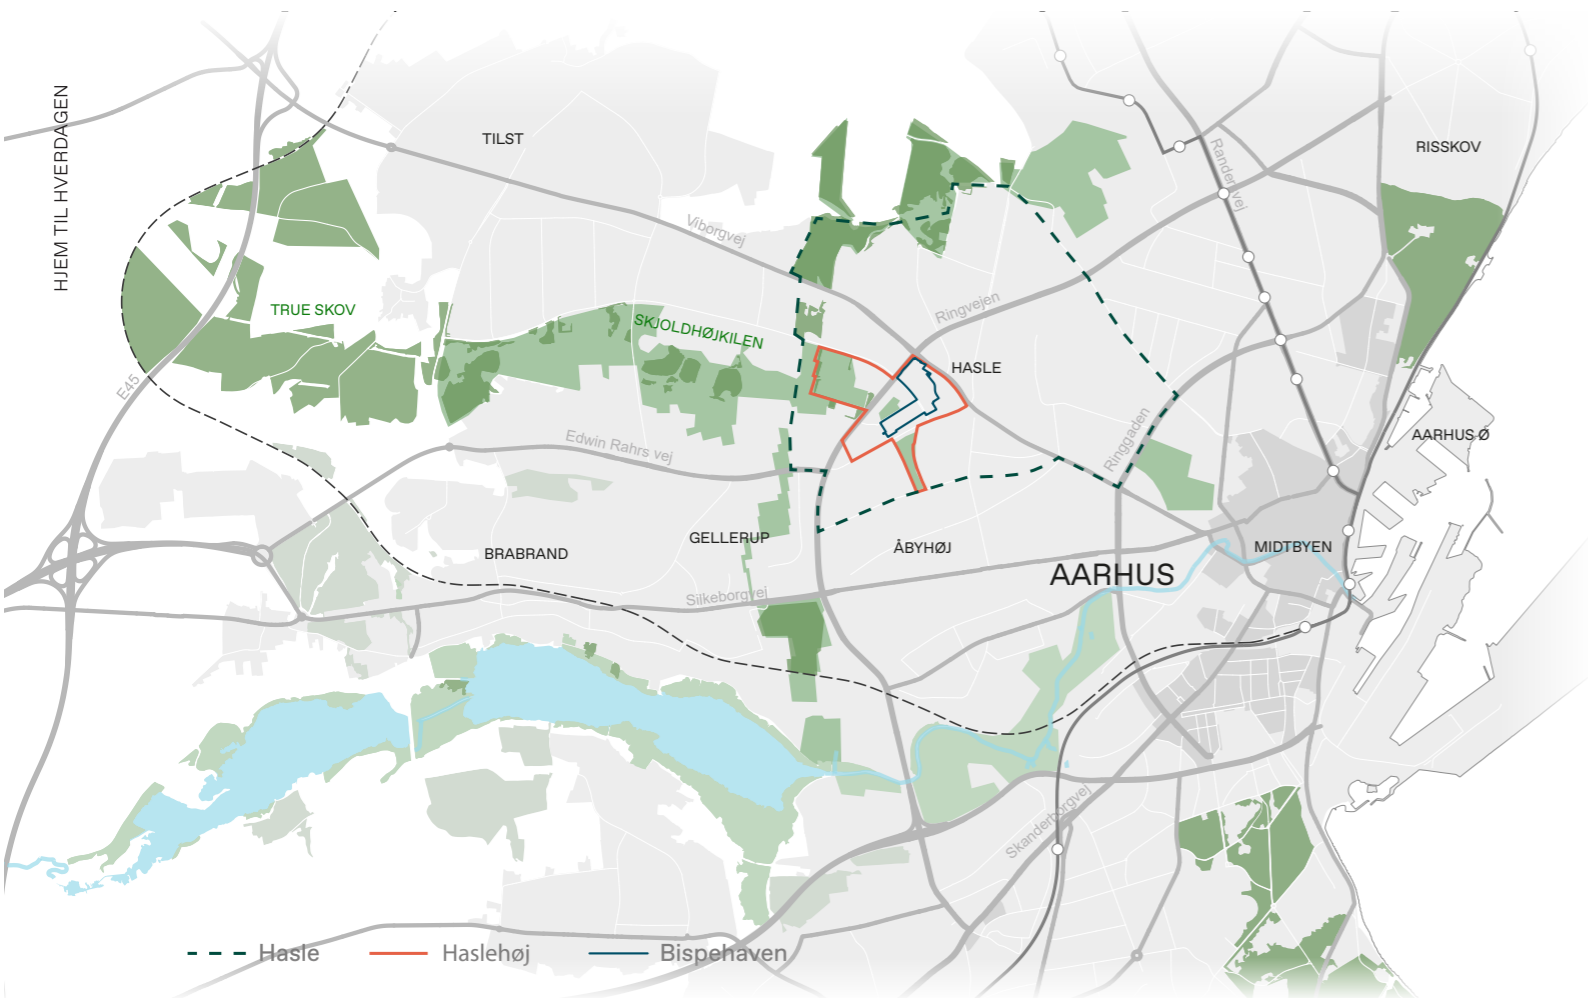 HJEM TIL HVERDAGEN
TILST
RISSKOV
Randersvej
Viborgvej
Ringvejen
TRUE SKOV
SKJOLDHØJKILEN
HASLE
E45
Edwin Rahrs vej
Ringgaden
AARHUS Ø
GELLERUP
BRABRAND
ÅBYHØJ
MIDTBYEN
AARHUS
Silkeborgvej
Skanderborgvej
Hasle
Haslehøj
Bispehaven